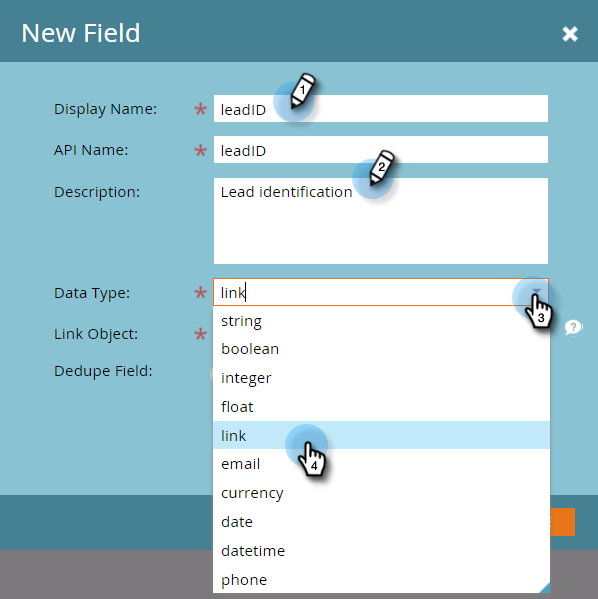 New Field
Display Name: * leadID 1
API Name: * leadID
Description: Lead identification 2
Data Type: * link 3
Link Object: * ?
string
boolean
Dedupe Field:
integer
float
link 4
email
currency
date
datetime
phone